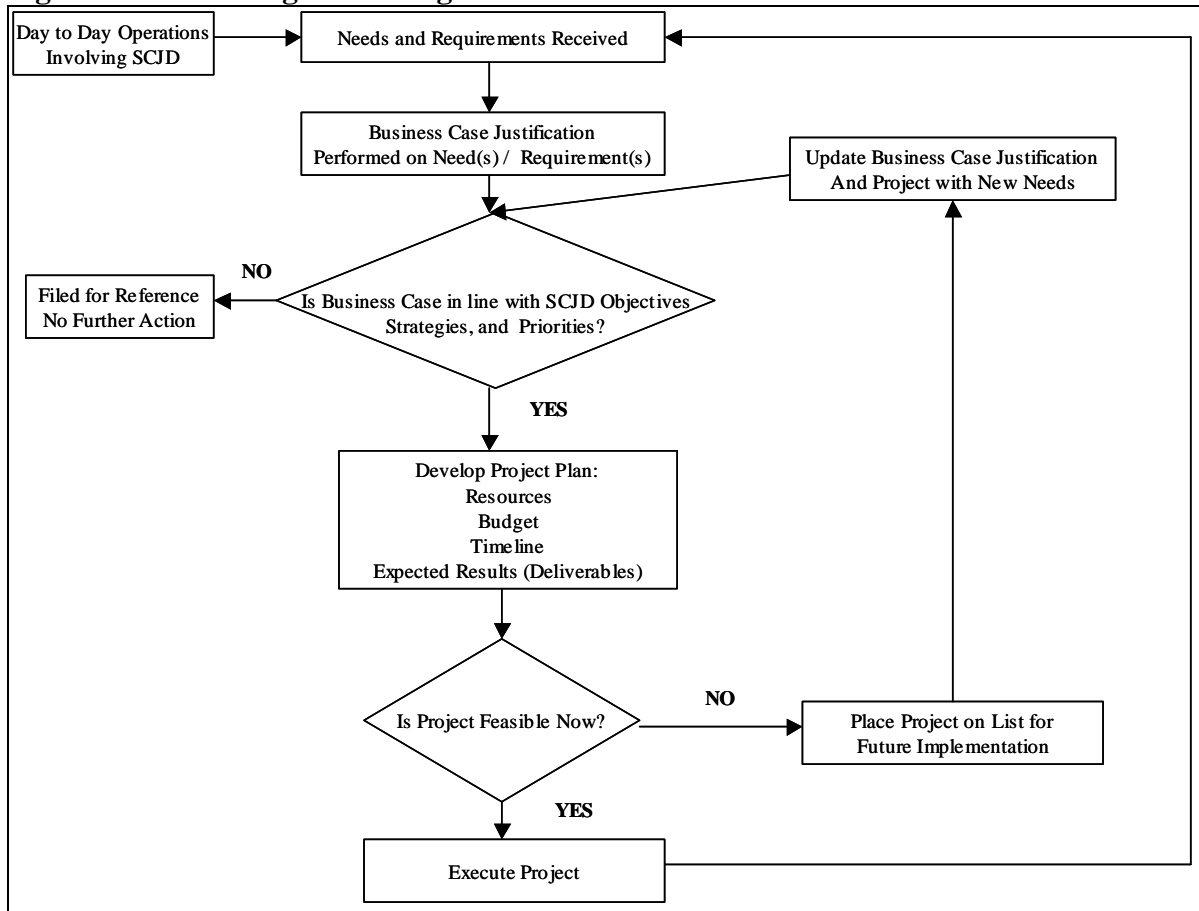 Day to Day Operations
Involving SCJD
Needs and Requirements Received
Business Case Justification
Performed on Need(s) / Requirement(s)
Update Business Case Justification
And Project with New Needs
NO
Filed for Reference
No Further Action
Is Business Case in line with SCJD Objectives
Strategies, and Priorities?
YES
Develop Project Plan:
Resources
Budget
Timeline
Expected Results (Deliverables)
NO
Is Project Feasible Now?
Place Project on List for
Future Implementation
YES
Execute Project